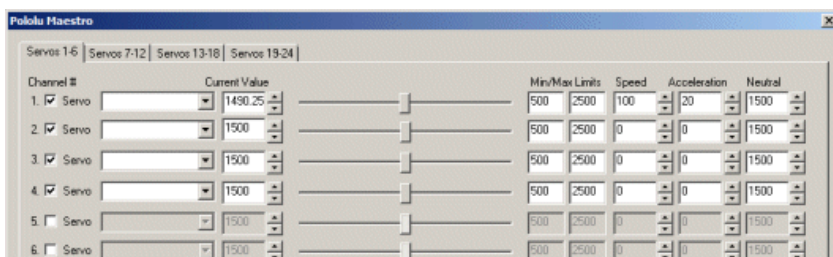 Pololu Maestro
Servos 1-6 Servos 7-12 Servos 13-18 Servos 19-24
Channel # Current Value Min/Max Limits Speed Acceleration Neutral
1. Servo 1490.25 500 2500 100 20 1500
2. Servo 1500 500 2500 0 0 1500
3. Servo 1500 500 2500 0 0 1500
4. Servo 1500 500 2500 0 0 1500
5. Servo 1500 500 2500 0 0 1500
6. Servo 1500 500 2500 0 0 1500